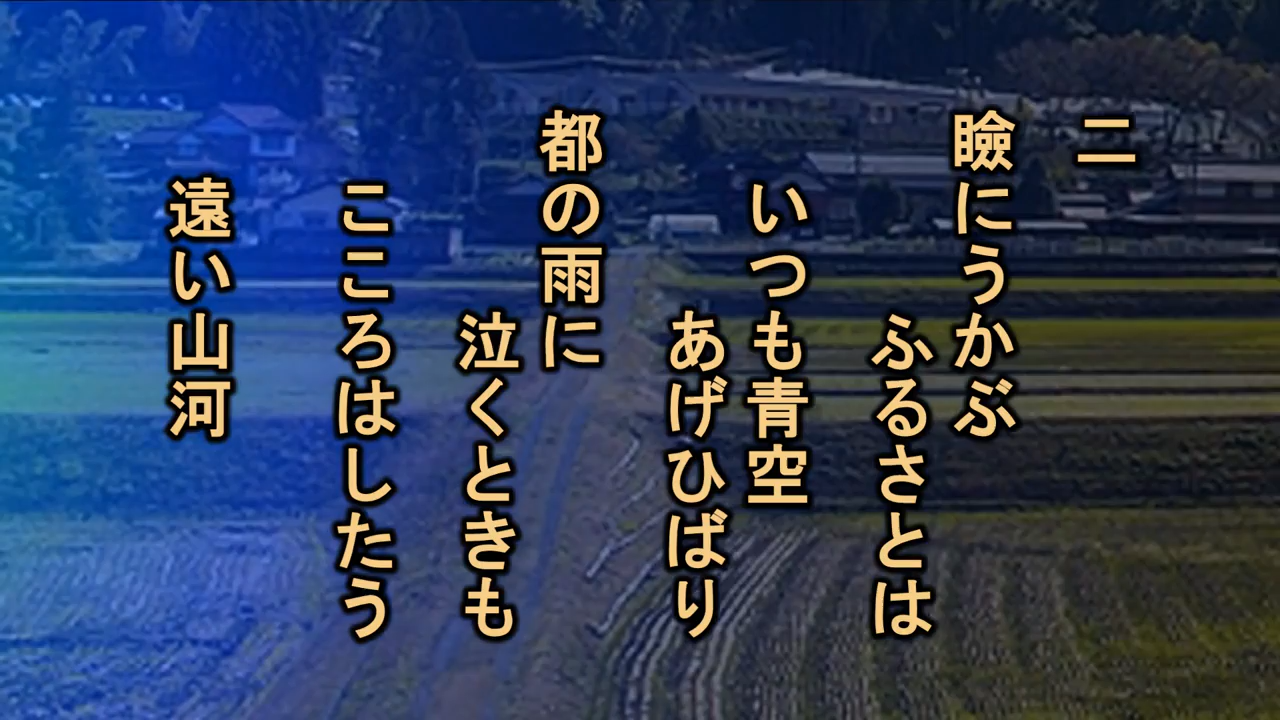 二
瞼にうかぶ
ふるさとは
いつも青空
あげひばり
都の雨に
泣くときも
こころはしたう
遠い山河